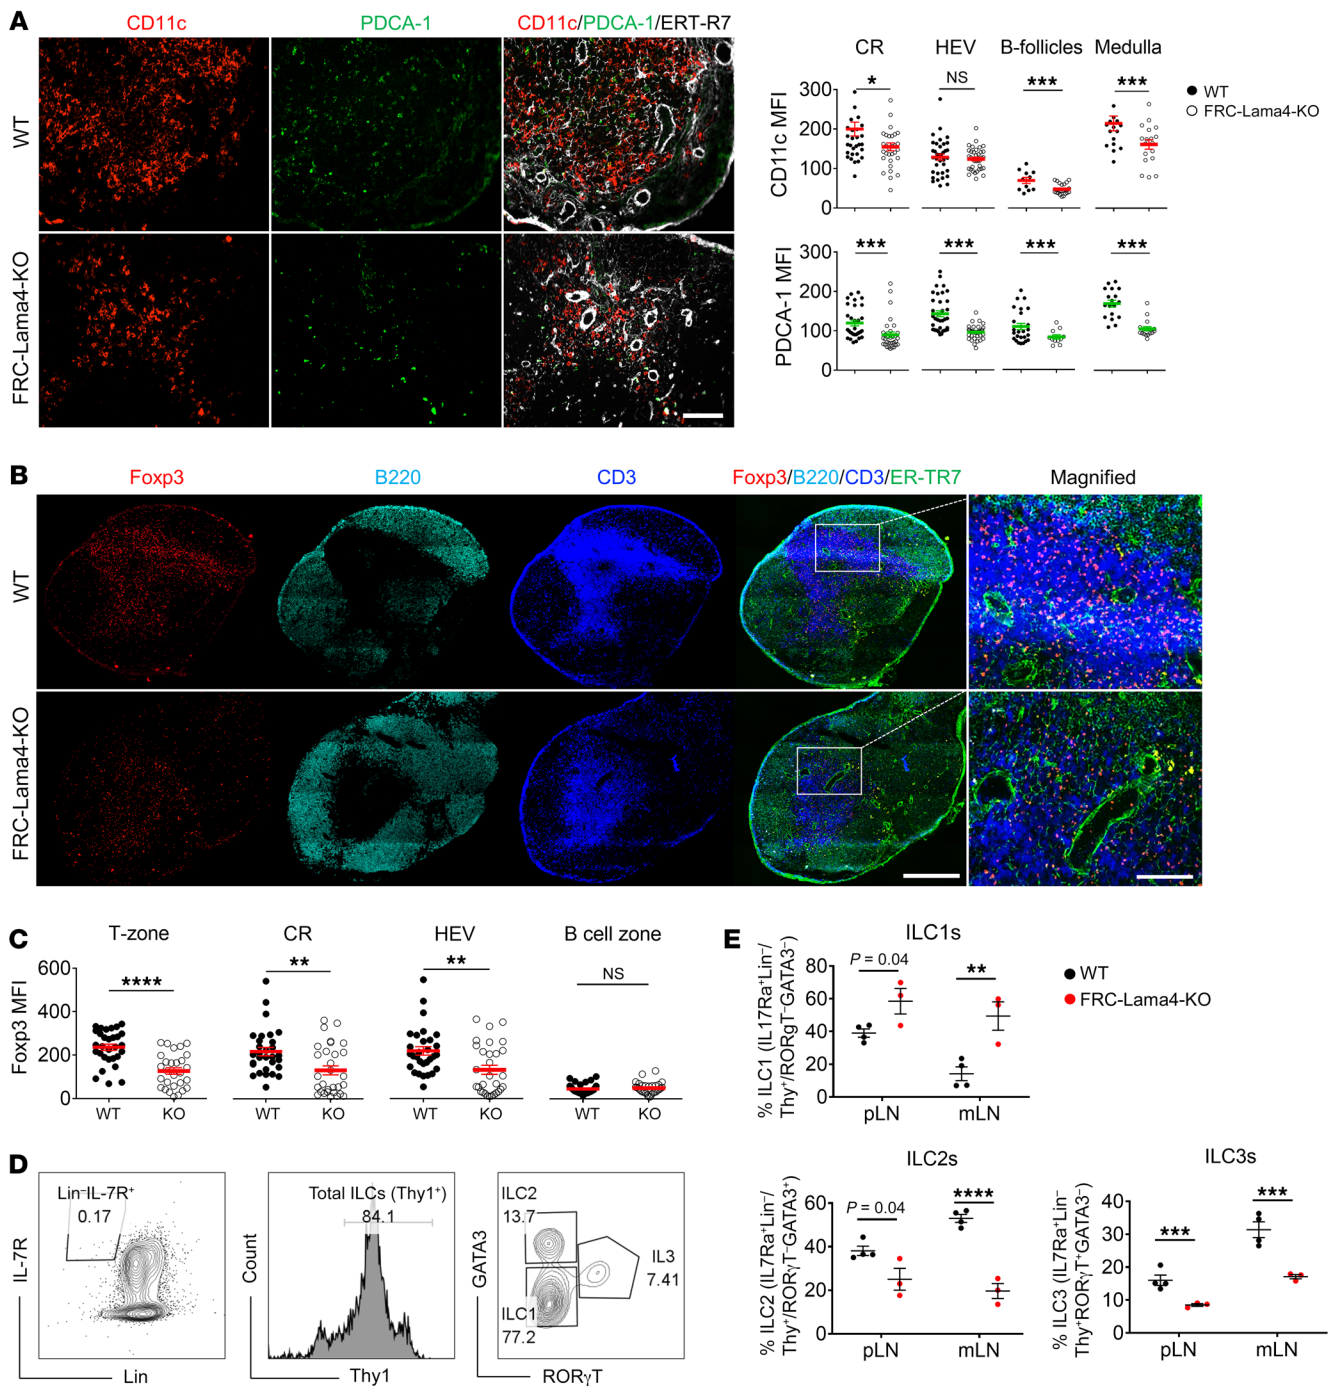 A
CD11c
PDCA-1
CD11c/PDCA-1/ERT-R7
WT
FRC-Lama4-KO
CR
HEV
B-follicles
Medulla
WT
FRC-Lama4-KO
CD11c MFI
300
200
100
0
*
NS
***
***
PDCA-1 MFI
300
200
100
0
***
***
***
***
B
Foxp3
B220
CD3
Foxp3/B220/CD3/ER-TR7
Magnified
WT
FRC-Lama4-KO
C
T-zone
CR
HEV
B cell zone
Foxp3 MFI
600
400
200
0
****
**
**
NS
WT KO
WT KO
WT KO
WT KO
D
Lin⁻IL-7R⁺
0.17
IL-7R
Lin
Total ILCs (Thy1⁺)
84.1
Count
Thy1
ILC2
13.7
IL3
7.41
ILC1
77.2
GATA3
RORγT
E
ILC1s
% ILC1 (IL17Ra⁺Lin⁻/
Thy⁺/RORgT⁻GATA3⁻)
80
60
40
20
0
P = 0.04
**
pLN
mLN
WT
FRC-Lama4-KO
ILC2s
% ILC2 (IL7Ra⁺Lin⁻/
Thy⁺/RORγT⁻GATA3⁺)
60
40
20
0
P = 0.04
****
pLN
mLN
ILC3s
% ILC3 (IL7Ra⁺Lin⁻
Thy⁺RORγT⁺GATA3⁻)
40
30
20
10
0
***
***
pLN
mLN